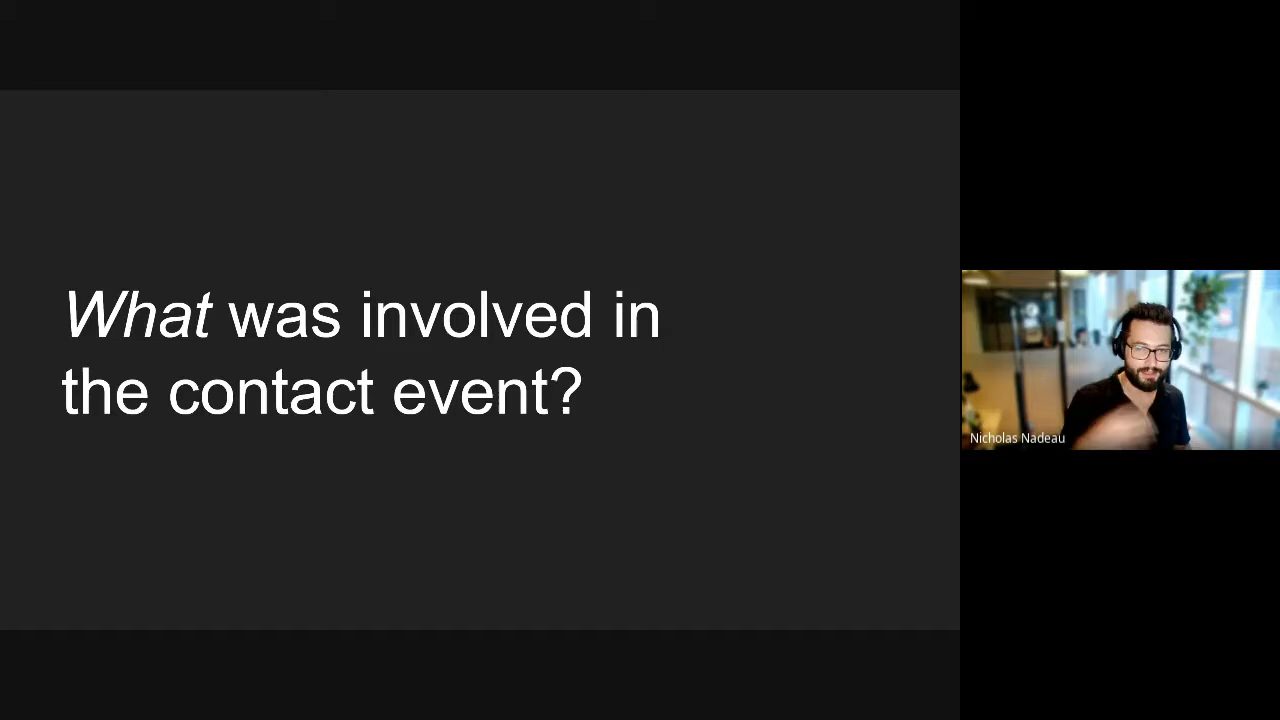 What was involved in
the contact event?
Nicholas Nadeau